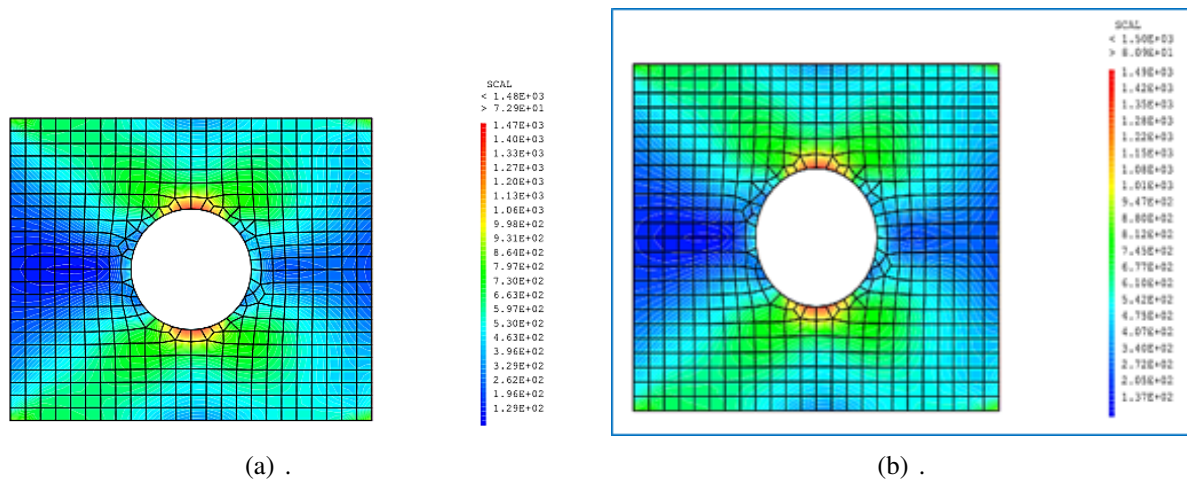 SCAL
< 1.48E+03
> 7.29E+01
1.47E+03
1.40E+03
1.33E+03
1.27E+03
1.20E+03
1.13E+03
1.06E+03
9.98E+02
9.31E+02
8.64E+02
7.97E+02
7.30E+02
6.63E+02
5.97E+02
5.30E+02
4.63E+02
3.96E+02
3.29E+02
2.62E+02
1.96E+02
1.29E+02
(a) .
SCAL
< 1.50E+03
> 6.09E+01
1.49E+03
1.42E+03
1.35E+03
1.28E+03
1.22E+03
1.15E+03
1.08E+03
1.01E+03
9.47E+02
8.80E+02
8.12E+02
7.45E+02
6.77E+02
6.10E+02
5.42E+02
4.75E+02
4.07E+02
3.40E+02
2.72E+02
2.05E+02
1.37E+02
(b) .